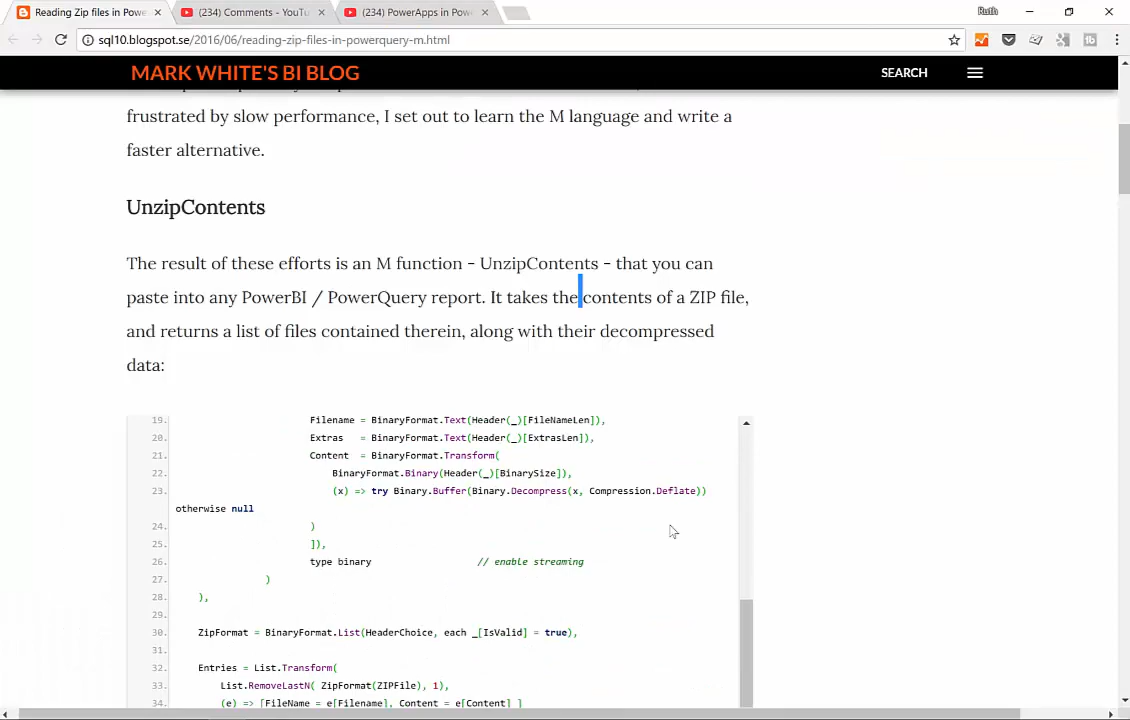 Reading Zip files in Powe
(234) Comments - YouTu
(234) PowerApps in Pow
Ruth
sql10.blogspot.se/2016/06/reading-zip-files-in-powerquery-m.html
MARK WHITE'S BI BLOG
SEARCH
frustrated by slow performance, I set out to learn the M language and write a
faster alternative.
UnzipContents
The result of these efforts is an M function - UnzipContents - that you can
paste into any PowerBI / PowerQuery report. It takes the contents of a ZIP file,
and returns a list of files contained therein, along with their decompressed
data:
19. Filename = BinaryFormat.Text(Header(_)[FileNameLen]),
20. Extras = BinaryFormat.Text(Header(_)[ExtrasLen]),
21. Content = BinaryFormat.Transform(
22. BinaryFormat.Binary(Header(_)[BinarySize]),
23. (x) => try Binary.Buffer(Binary.Decompress(x, Compression.Deflate))
otherwise null
24. )
25. ]),
26. type binary // enable streaming
27. )
28. ),
29.
30. ZipFormat = BinaryFormat.List(HeaderChoice, each _[IsValid] = true),
31.
32. Entries = List.Transform(
33. List.RemoveLastN( ZipFormat(ZIPFile), 1),
34. (e) => [FileName = e[Filename], Content = e[Content] ]